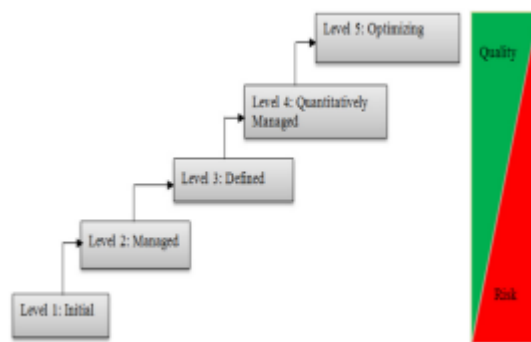 Level 5: Optimizing
Quality
Level 4: Quantitatively
Managed
Level 3: Defined
Level 2: Managed
Level 1: Initial
Risk